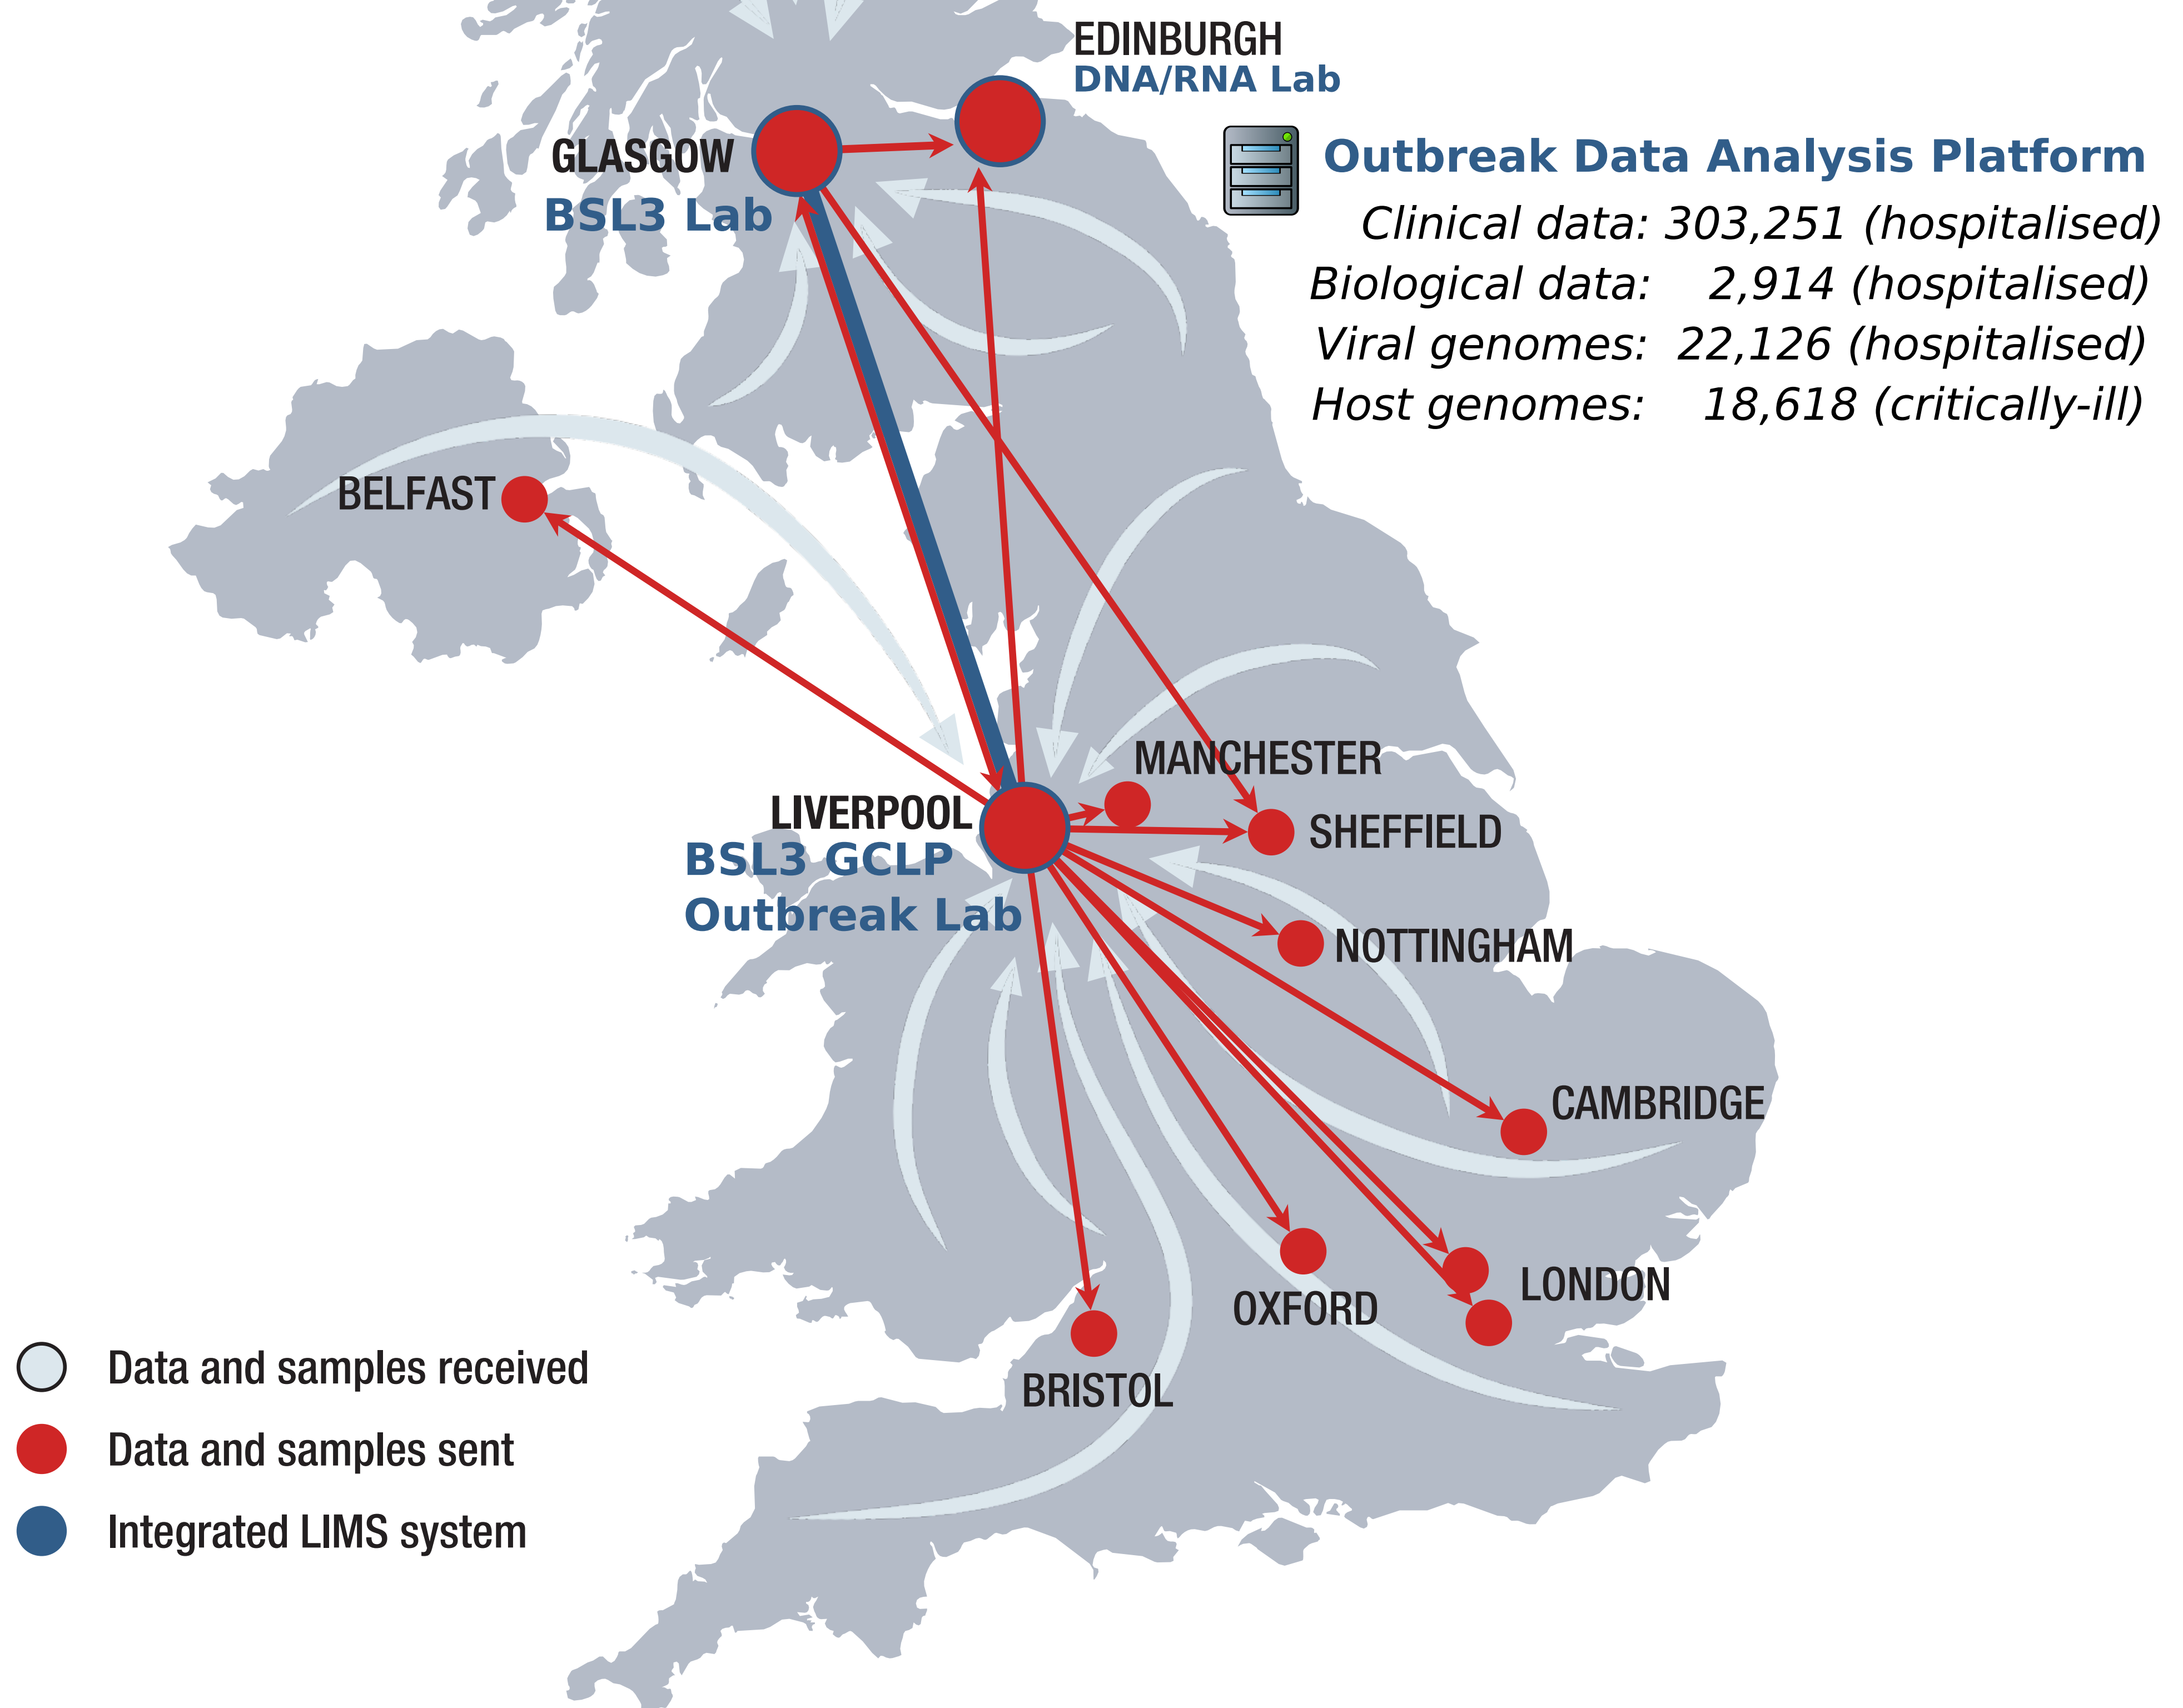 EDINBURGH
DNA/RNA Lab
GLASGOW
BSL3 Lab
Outbreak Data Analysis Platform
Clinical data: 303,251 (hospitalised)
Biological data: 2,914 (hospitalised)
Viral genomes: 22,126 (hospitalised)
Host genomes: 18,618 (critically-ill)
BELFAST
MANCHESTER
LIVERPOOL
BSL3 GCLP
Outbreak Lab
SHEFFIELD
NOTTINGHAM
CAMBRIDGE
LONDON
OXFORD
BRISTOL
Data and samples received
Data and samples sent
Integrated LIMS system